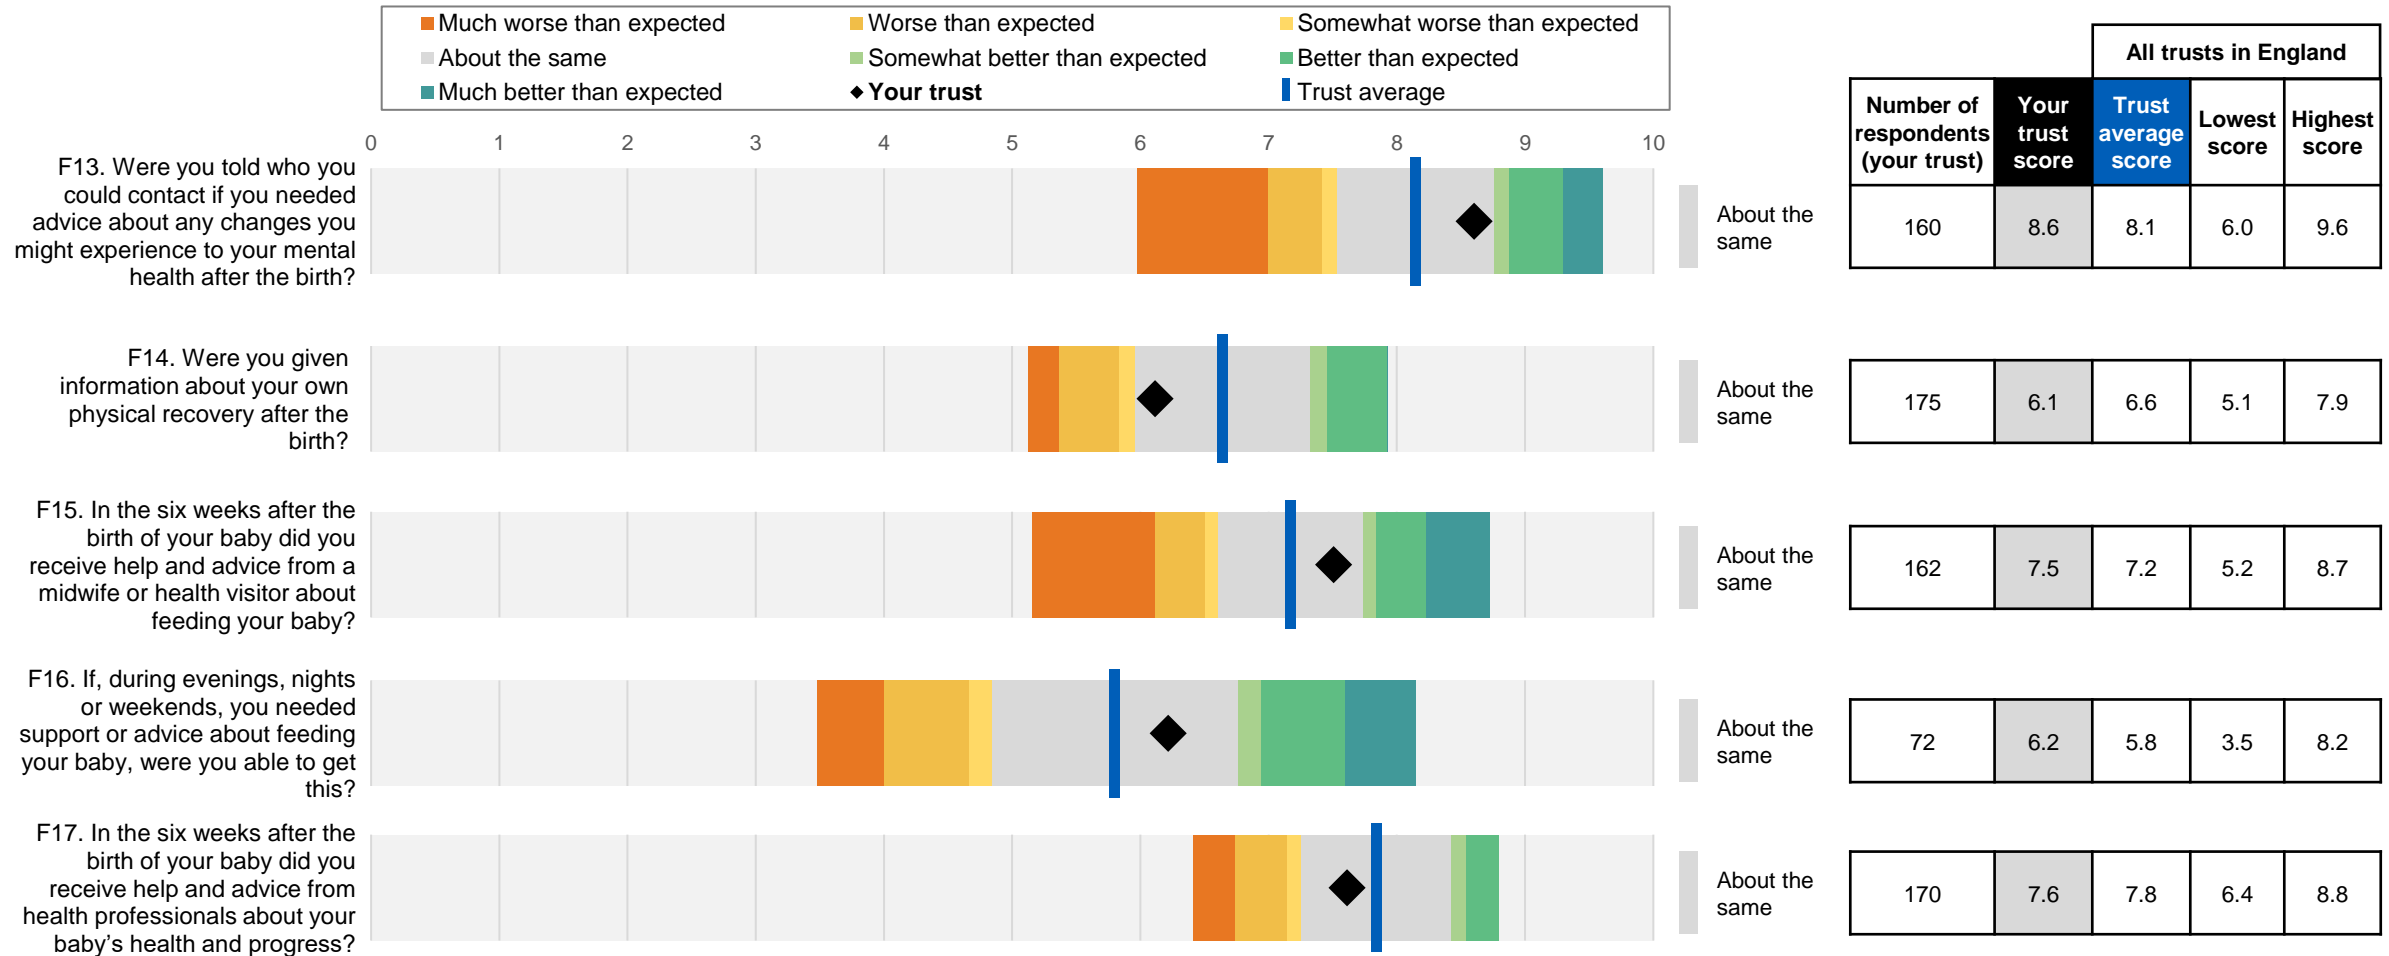 Much worse than expected
Worse than expected
Somewhat worse than expected
About the same
Somewhat better than expected
Better than expected
Much better than expected
Your trust
Trust average
All trusts in England
Number of respondents (your trust)
Your trust score
Trust average score
Lowest score
Highest score
0 1 2 3 4 5 6 7 8 9 10
F13. Were you told who you
could contact if you needed
advice about any changes you
might experience to your mental
health after the birth?
About the
same
160 8.6 8.1 6.0 9.6
F14. Were you given
information about your own
physical recovery after the
birth?
About the
same
175 6.1 6.6 5.1 7.9
F15. In the six weeks after the
birth of your baby did you
receive help and advice from a
midwife or health visitor about
feeding your baby?
About the
same
162 7.5 7.2 5.2 8.7
F16. If, during evenings, nights
or weekends, you needed
support or advice about feeding
your baby, were you able to get
this?
About the
same
72 6.2 5.8 3.5 8.2
F17. In the six weeks after the
birth of your baby did you
receive help and advice from
health professionals about your
baby’s health and progress?
About the
same
170 7.6 7.8 6.4 8.8